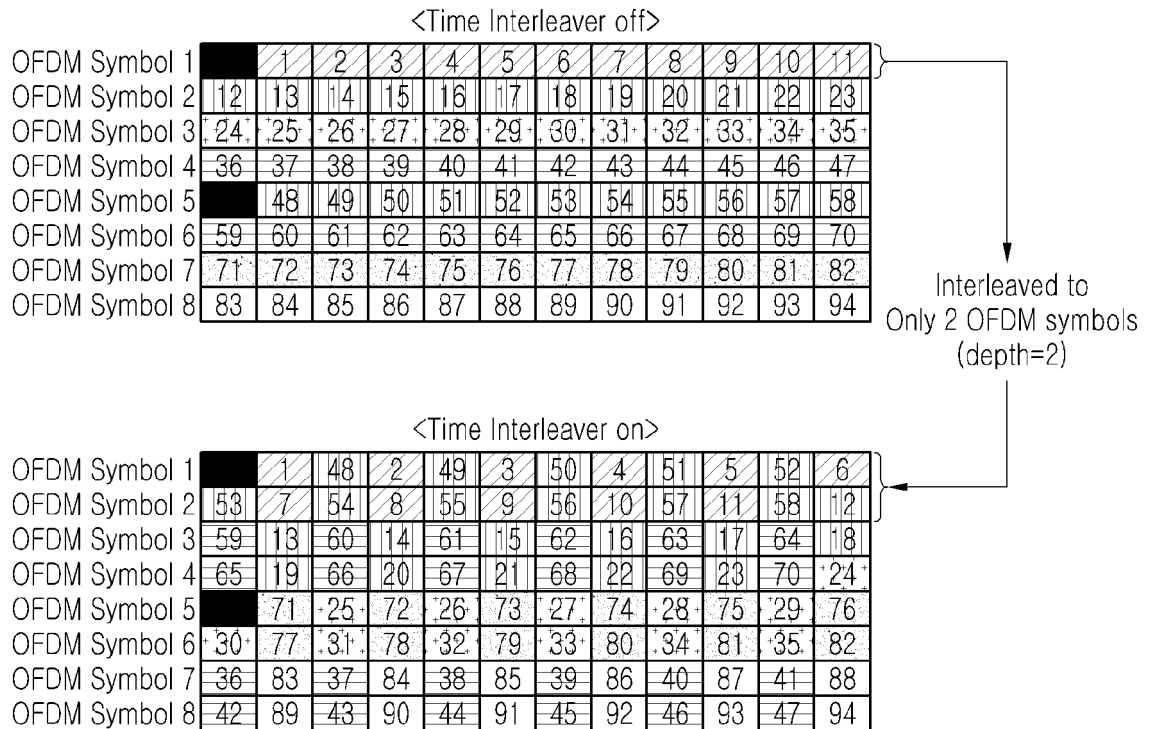 <Time Interleaver off>
OFDM Symbol 1 1 2 3 4 5 6 7 8 9 10 11
OFDM Symbol 2 12 13 14 15 16 17 18 19 20 21 22 23
OFDM Symbol 3 24 25 26 27 28 29 30 31 32 33 34 35
OFDM Symbol 4 36 37 38 39 40 41 42 43 44 45 46 47
OFDM Symbol 5 48 49 50 51 52 53 54 55 56 57 58
OFDM Symbol 6 59 60 61 62 63 64 65 66 67 68 69 70
OFDM Symbol 7 71 72 73 74 75 76 77 78 79 80 81 82
OFDM Symbol 8 83 84 85 86 87 88 89 90 91 92 93 94
Interleaved to
Only 2 OFDM symbols
(depth=2)
<Time Interleaver on>
OFDM Symbol 1 1 48 2 49 3 50 4 51 5 52 6
OFDM Symbol 2 53 7 54 8 55 9 56 10 57 11 58 12
OFDM Symbol 3 59 13 60 14 61 15 62 16 63 17 64 18
OFDM Symbol 4 65 19 66 20 67 21 68 22 69 23 70 24
OFDM Symbol 5 71 25 72 26 73 27 74 28 75 29 76
OFDM Symbol 6 30 77 31 78 32 79 33 80 34 81 35 82
OFDM Symbol 7 36 83 37 84 38 85 39 86 40 87 41 88
OFDM Symbol 8 42 89 43 90 44 91 45 92 46 93 47 94